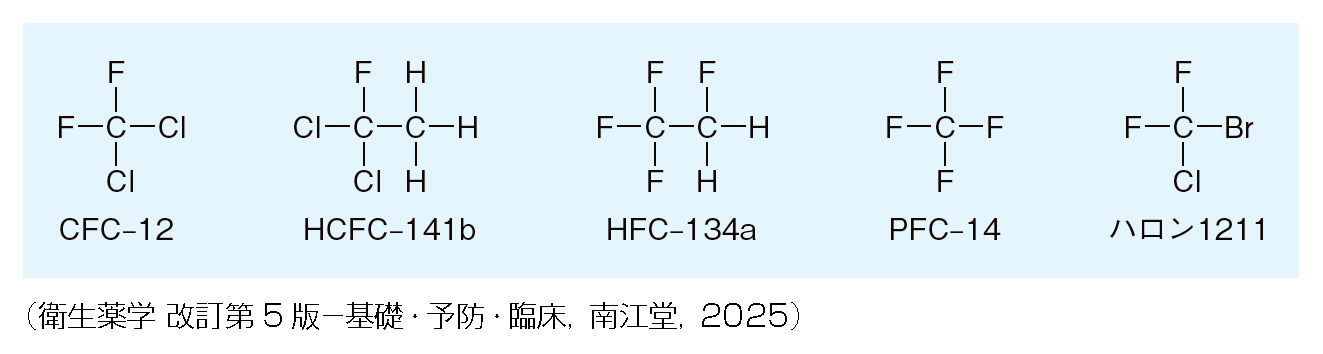 F
F C Cl
Cl
CFC-12
F H
Cl C C H
Cl H
HCFC-141b
F F
F C C H
F H
HFC-134a
F
F C F
F
PFC-14
F
F C Br
Cl
ハロン1211
(衛生薬学 改訂第5版－基礎・予防・臨床, 南江堂, 2025)